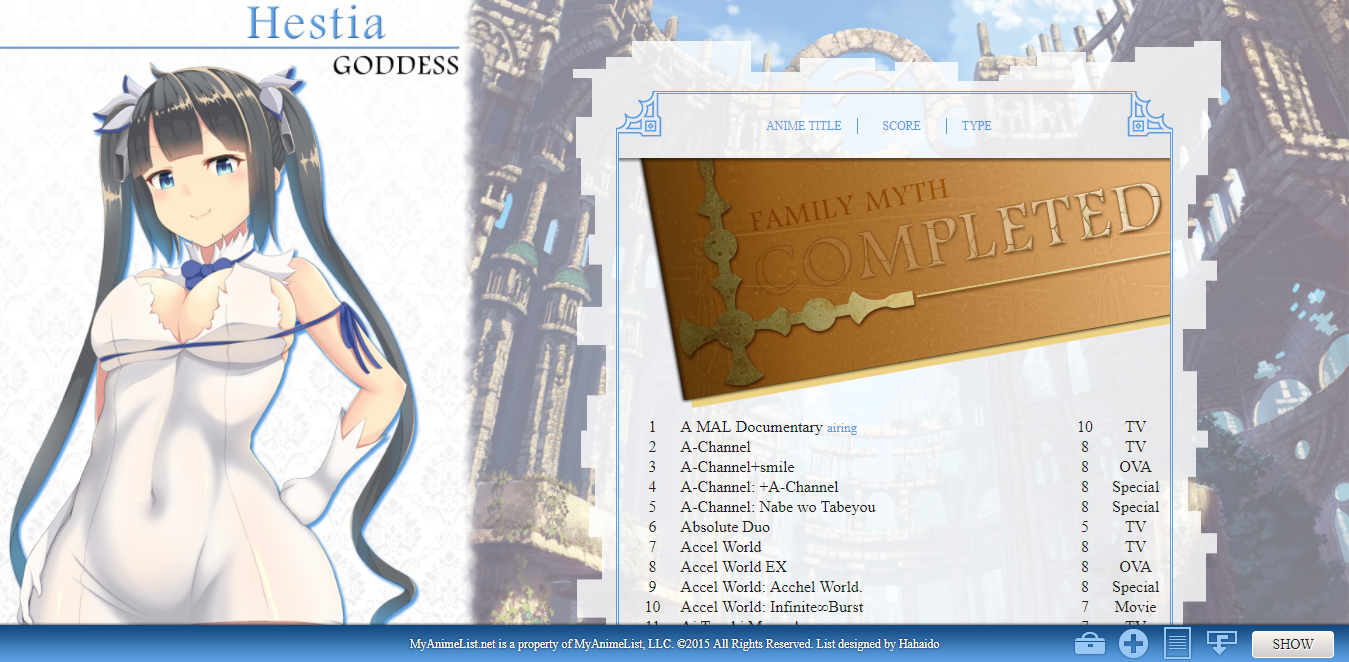 Hestia
GODDESS
ANIME TITLE | SCORE | TYPE
FAMILY MYTH
COMPLETED
1 A MAL Documentary airing 10 TV
2 A-Channel 8 TV
3 A-Channel+smile 8 OVA
4 A-Channel: +A-Channel 8 Special
5 A-Channel: Nabe wo Tabeyou 8 Special
6 Absolute Duo 5 TV
7 Accel World 8 TV
8 Accel World EX 8 OVA
9 Accel World: Acchel World. 8 Special
10 Accel World: Infinite∞Burst 7 Movie
MyAnimeList.net is a property of MyAnimeList, LLC. ©2015 All Rights Reserved. List designed by Hahaido
SHOW